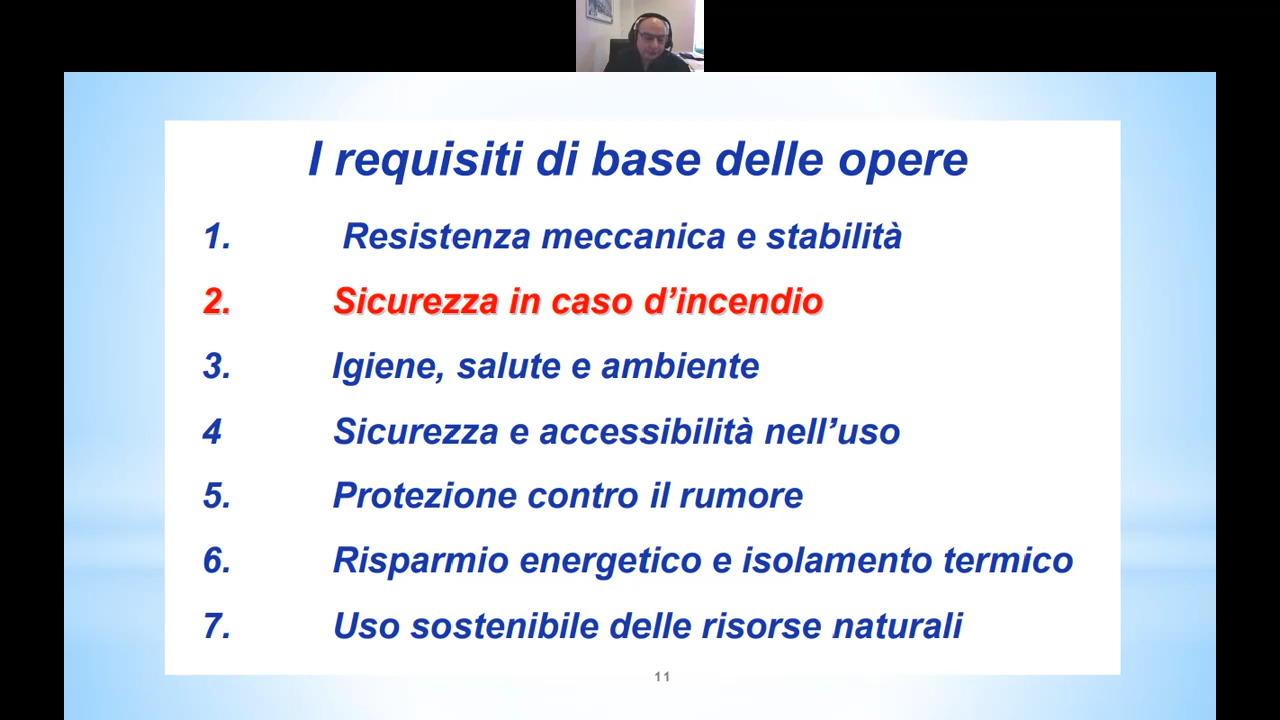 I requisiti di base delle opere
1. Resistenza meccanica e stabilità
2. Sicurezza in caso d’incendio
3. Igiene, salute e ambiente
4 Sicurezza e accessibilità nell’uso
5. Protezione contro il rumore
6. Risparmio energetico e isolamento termico
7. Uso sostenibile delle risorse naturali
11